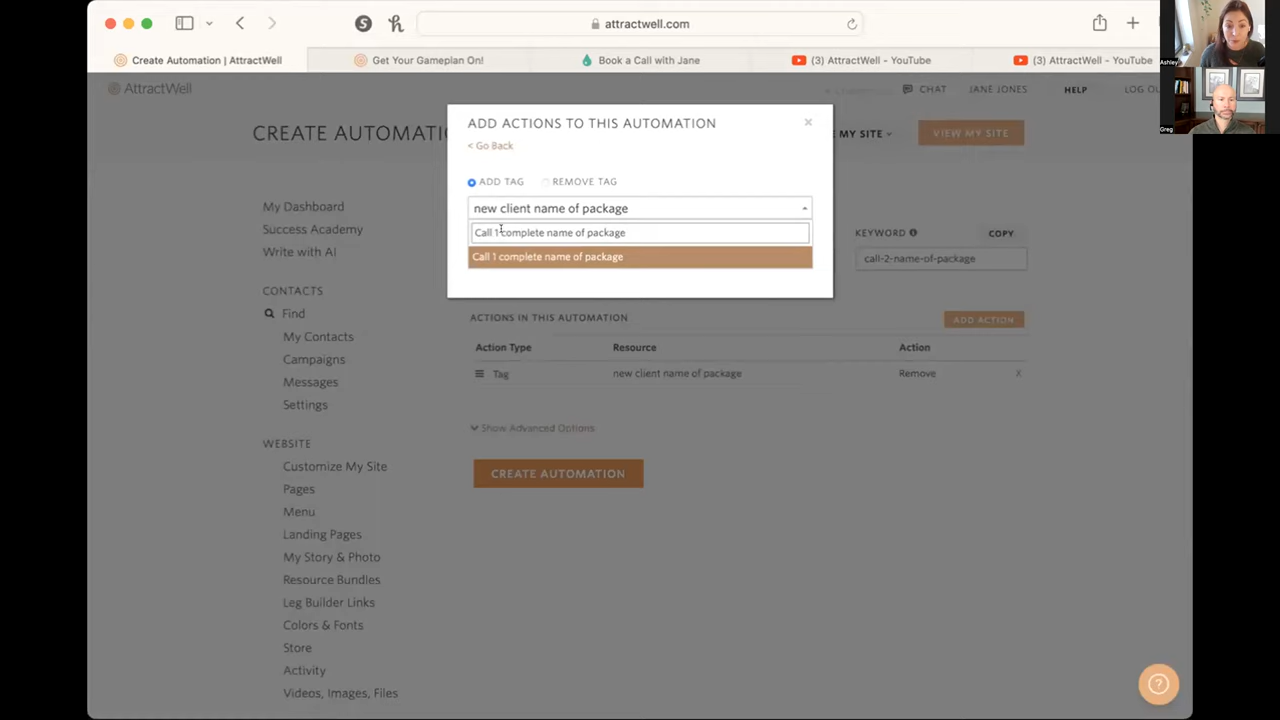 attractwell.com
Create Automation | AttractWell
Get Your Gameplan On!
Book a Call with Jane
(3) AttractWell - YouTube
(3) AttractWell - YouTube
Ashley
Greg
AttractWell
CHAT
JANE JONES
HELP
LOG OU
CREATE AUTOMATI
E MY SITE
VIEW MY SITE
ADD ACTIONS TO THIS AUTOMATION
×
< Go Back
ADD TAG
REMOVE TAG
new client name of package
Call 1 complete name of package
Call 1 complete name of package
KEYWORD
COPY
call-2-name-of-package
My Dashboard
Success Academy
Write with AI
CONTACTS
Find
My Contacts
Campaigns
Messages
Settings
WEBSITE
Customize My Site
Pages
Menu
Landing Pages
My Story & Photo
Resource Bundles
Leg Builder Links
Colors & Fonts
Store
Activity
Videos, Images, Files
ACTIONS IN THIS AUTOMATION
ADD ACTION
Action Type
Resource
Action
Tag
new client name of package
Remove
X
Show Advanced Options
CREATE AUTOMATION